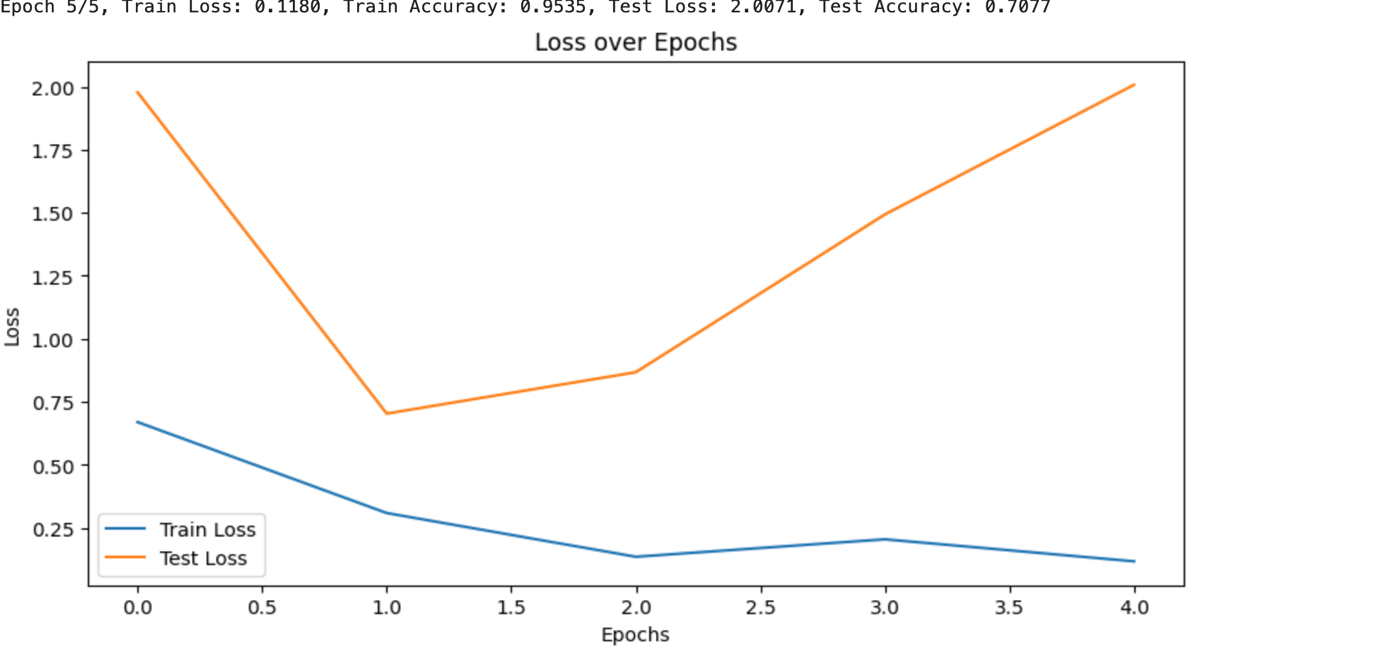 Epoch 5/5, Train Loss: 0.1180, Train Accuracy: 0.9535, Test Loss: 2.0071, Test Accuracy: 0.7077
Loss over Epochs
2.00
1.75
1.50
1.25
1.00
0.75
0.50
0.25
Loss
Train Loss
Test Loss
0.0 0.5 1.0 1.5 2.0 2.5 3.0 3.5 4.0
Epochs